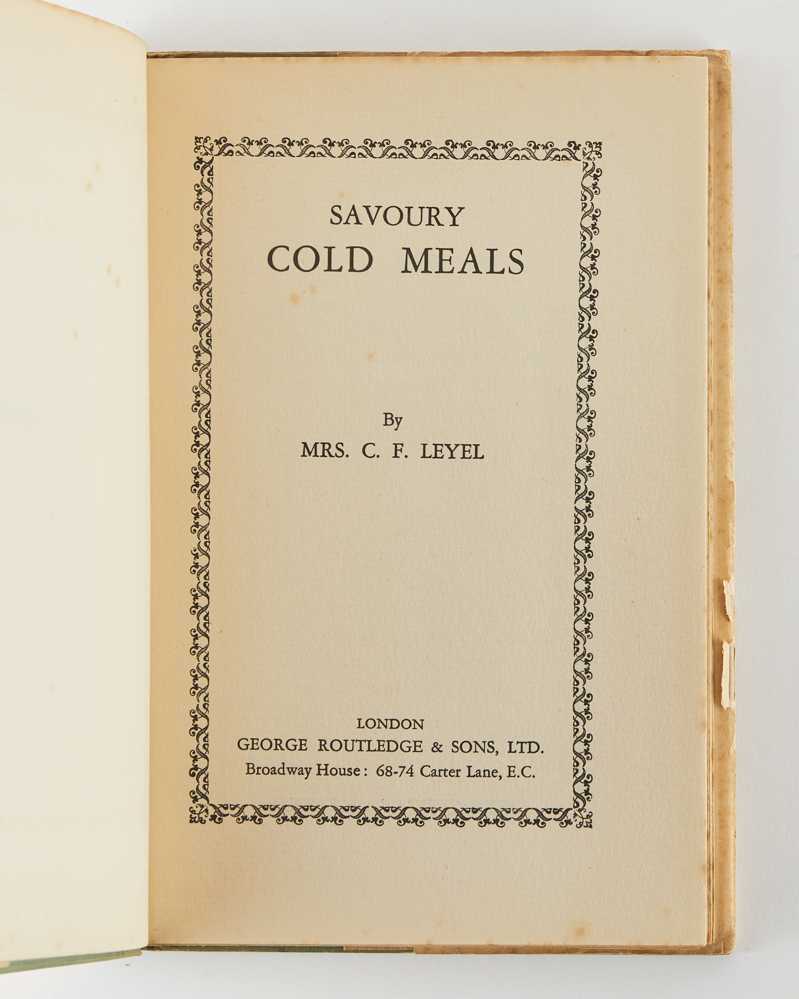 SAVOURY
COLD MEALS
By
MRS. C. F. LEYEL
LONDON
GEORGE ROUTLEDGE & SONS, LTD.
Broadway House: 68-74 Carter Lane, E.C.